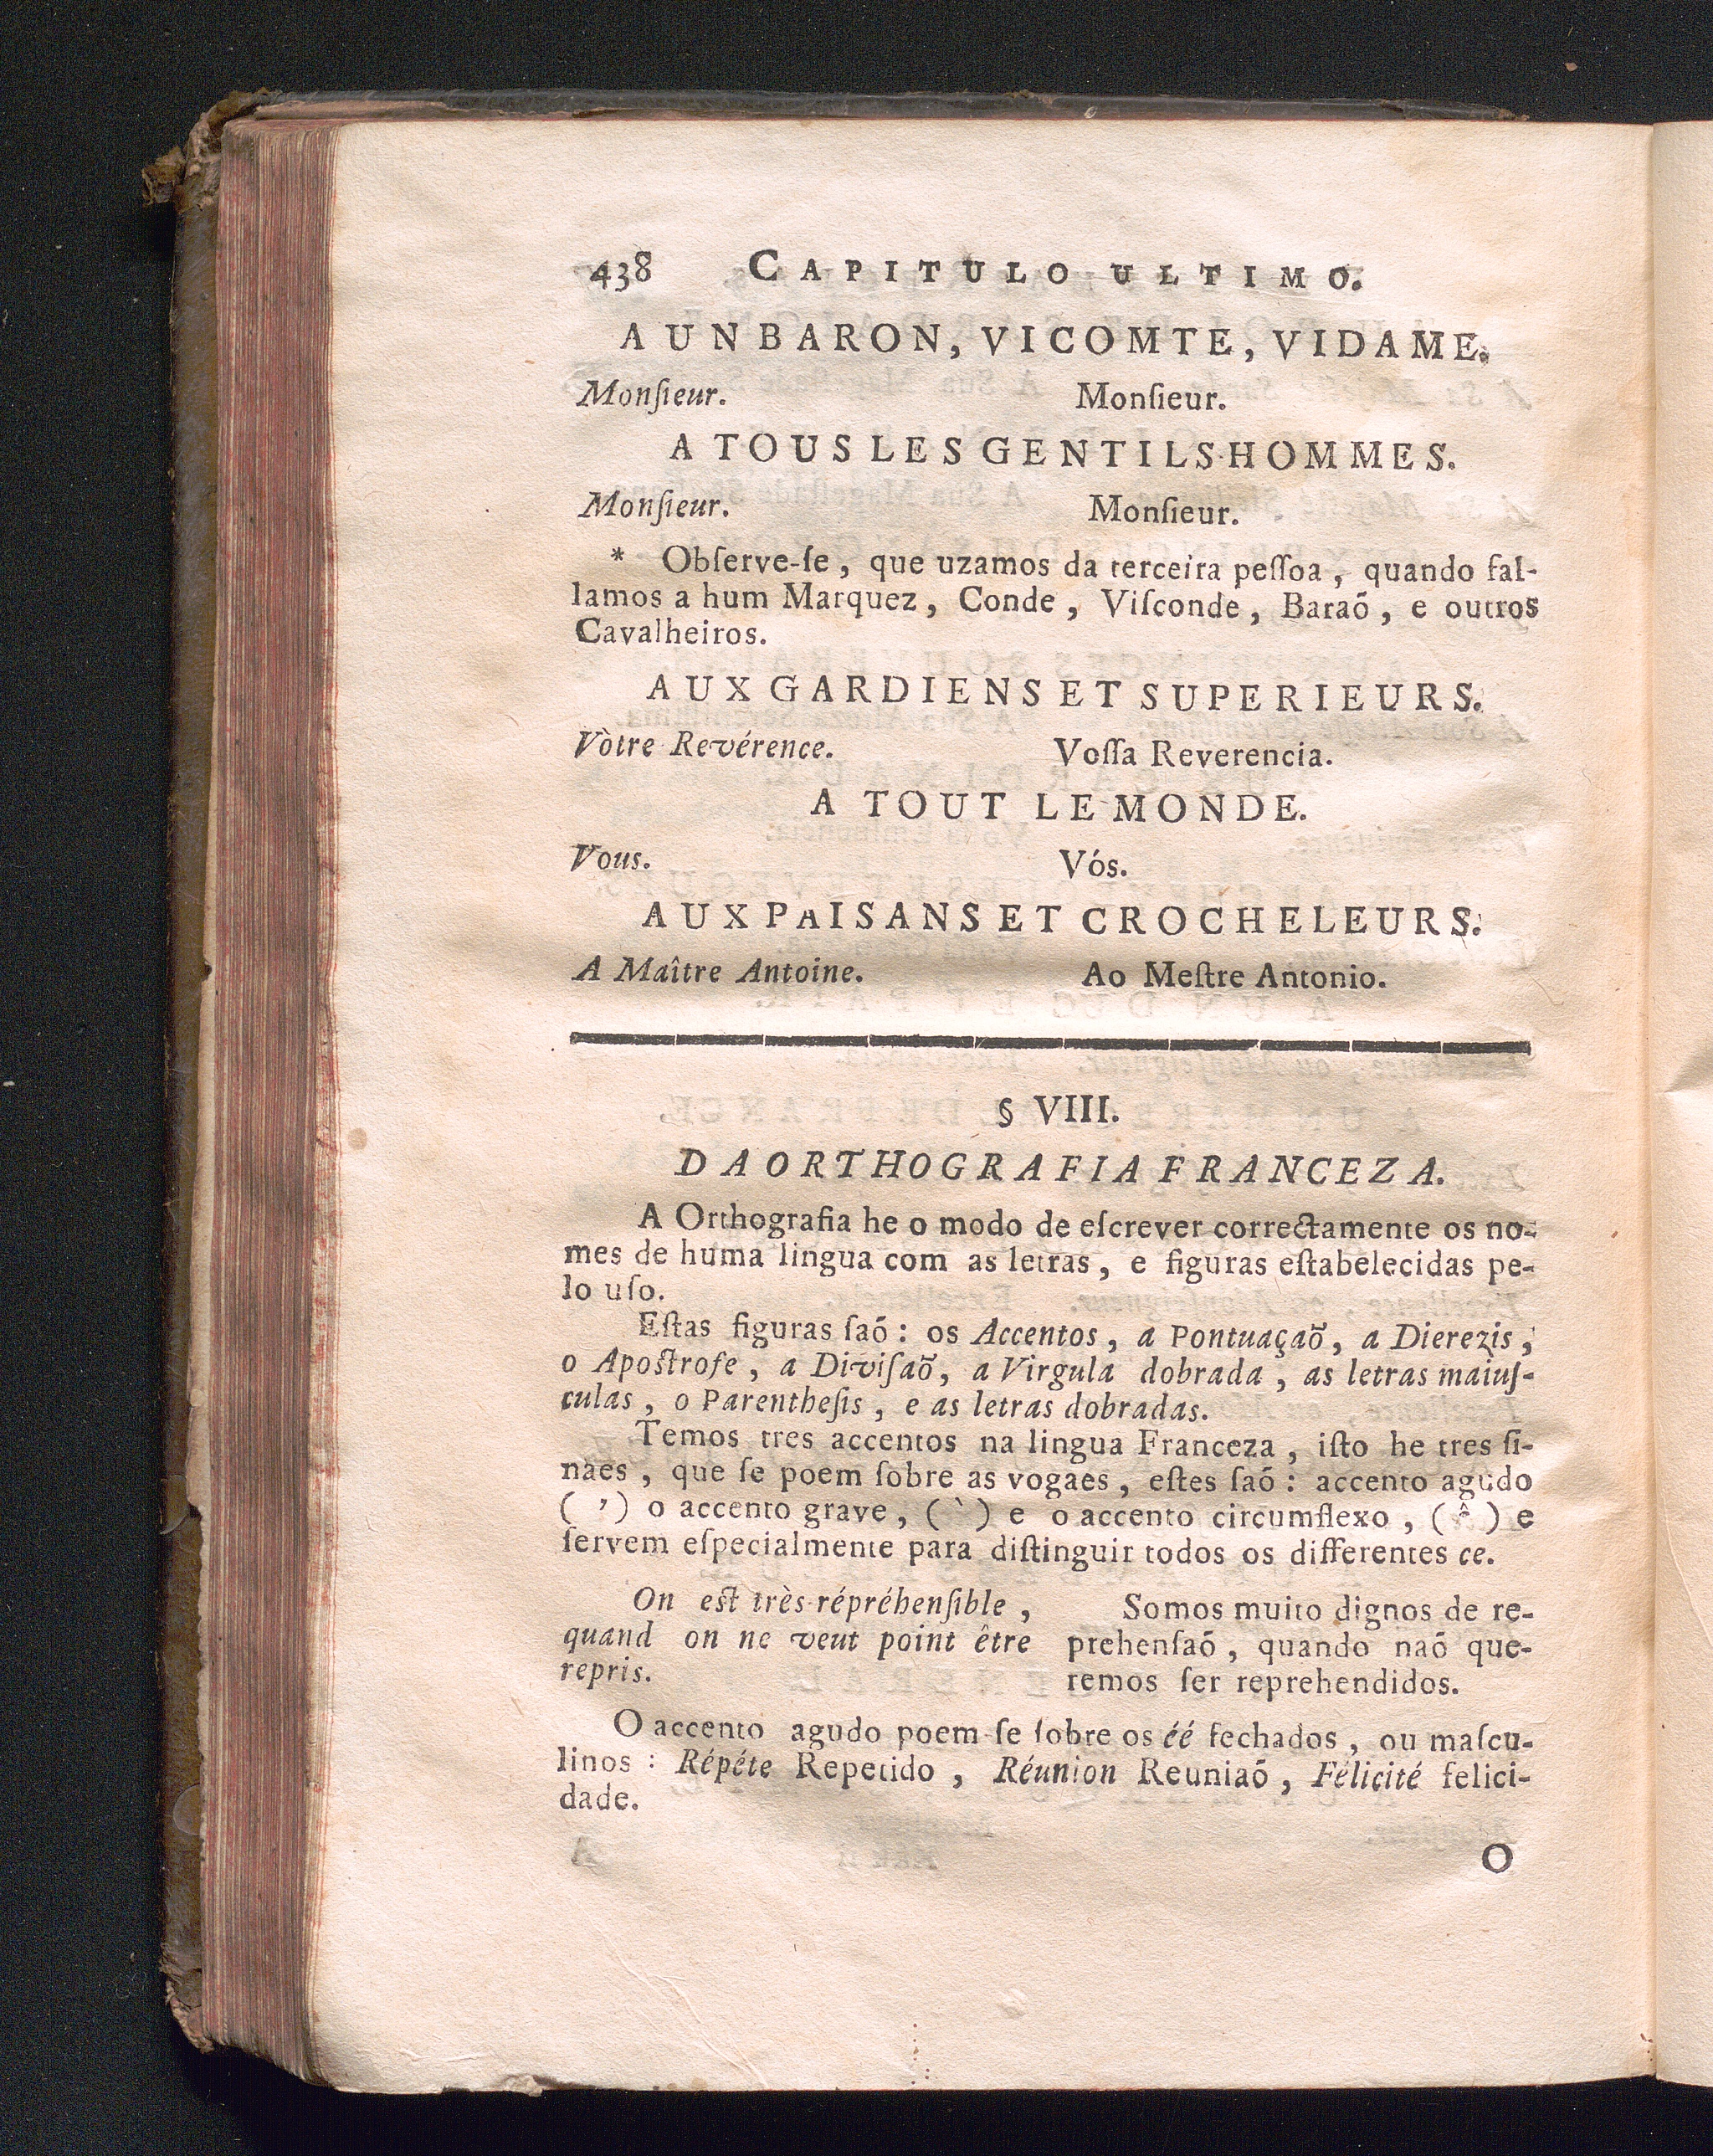 438 CAPITULO ULTIMO.
A UN BARON, VICOMTE, VIDAME.
Monſieur. Monſieur.
A TOUS LES GENTILSHOMMES.
Monſieur. Monſieur.
* Obſerve-ſe, que uzamos da terceira peſſoa, quando fal-
lamos a hum Marquez, Conde, Viſconde, Baraõ, e outros
Cavalheiros.
AUX GARDIENS ET SUPERIEURS.
Vòtre Revérence. Voſſa Reverencia.
A TOUT LE MONDE.
Vous. Vós.
AUX PAISANS ET CROCHELEURS.
A Maître Antoine. Ao Meſtre Antonio.
§ VIII.
DA ORTHOGRAFIA FRANCEZA.
A Orthografia he o modo de eſcrever correctamente os no-
mes de huma lingua com as letras, e figuras eſtabelecidas pe-
lo uſo.
Eſtas figuras ſaõ: os Accentos, a Pontuaçaõ, a Dierezis,
o Apoſtrofe, a Diviſaõ, a Virgula dobrada, as letras maiuſ-
culas, o Parentheſis, e as letras dobradas.
Temos tres accentos na lingua Franceza, iſto he tres ſi-
naes, que ſe poem ſobre as vogaes, eſtes ſaõ: accento agudo
( ’ ) o accento grave, ( ` ) e o accento circumflexo, ( ˆ ) e
ſervem eſpecialmente para diſtinguir todos os differentes ce.
On eſt très-répréhenſible,
quand on ne veut point être
repris.
Somos muito dignos de re-
prehenſaõ, quando naõ que-
remos ſer reprehendidos.
O accento agudo poem-ſe ſobre os éé fechados, ou maſcu-
linos: Répéte Repetido, Réunion Reuniaõ, Félicité felici-
dade.
O